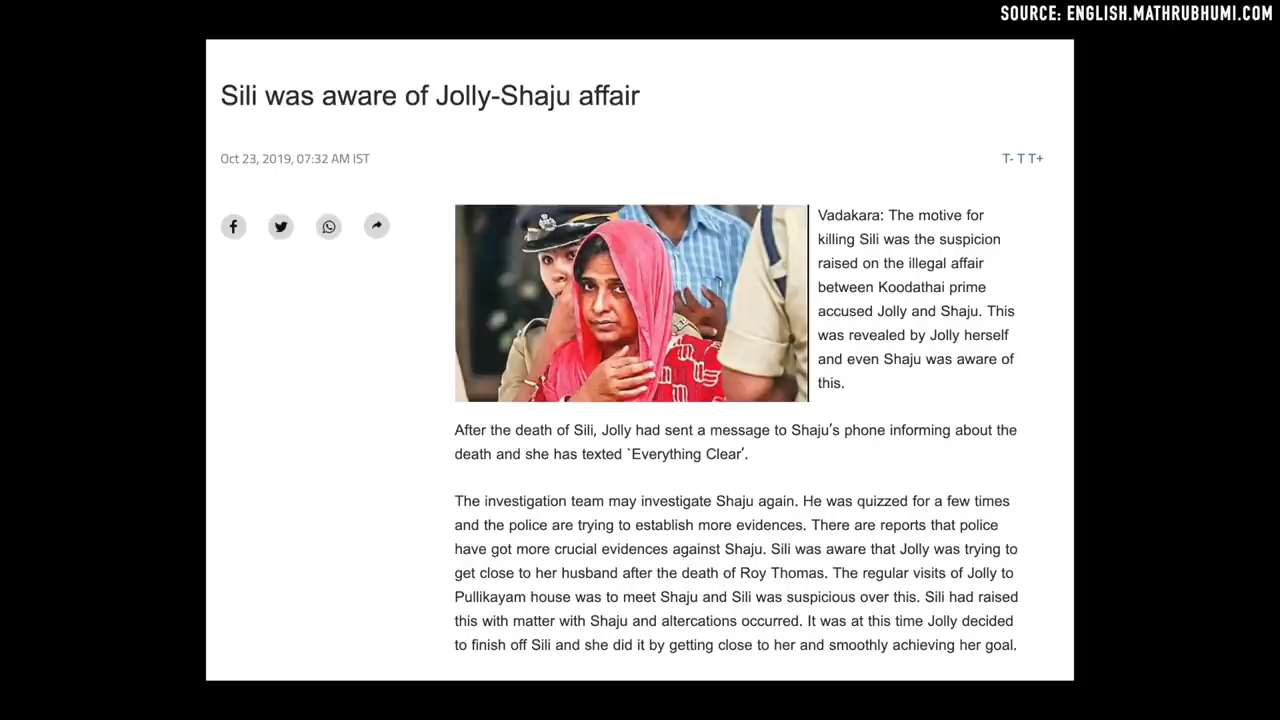 SOURCE: ENGLISH.MATHRUBHUMI.COM
Sili was aware of Jolly-Shaju affair
Oct 23, 2019, 07:32 AM IST
T- T T+
Vadakara: The motive for
killing Sili was the suspicion
raised on the illegal affair
between Koodathai prime
accused Jolly and Shaju. This
was revealed by Jolly herself
and even Shaju was aware of
this.
After the death of Sili, Jolly had sent a message to Shaju′s phone informing about the
death and she has texted `Everything Clear′.
The investigation team may investigate Shaju again. He was quizzed for a few times
and the police are trying to establish more evidences. There are reports that police
have got more crucial evidences against Shaju. Sili was aware that Jolly was trying to
get close to her husband after the death of Roy Thomas. The regular visits of Jolly to
Pullikayam house was to meet Shaju and Sili was suspicious over this. Sili had raised
this with matter with Shaju and altercations occurred. It was at this time Jolly decided
to finish off Sili and she did it by getting close to her and smoothly achieving her goal.